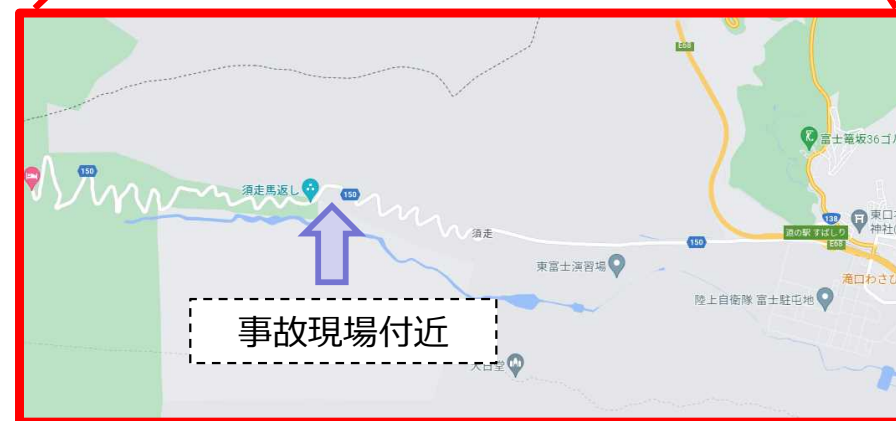 E68
富士篭坂36ゴル
150
須走馬返し
150
138
東口本
神社(
道の駅 すばしり
E68
須走
150
東富士演習場
滝口わさび
陸上自衛隊 富士駐屯地
事故現場付近
大日堂